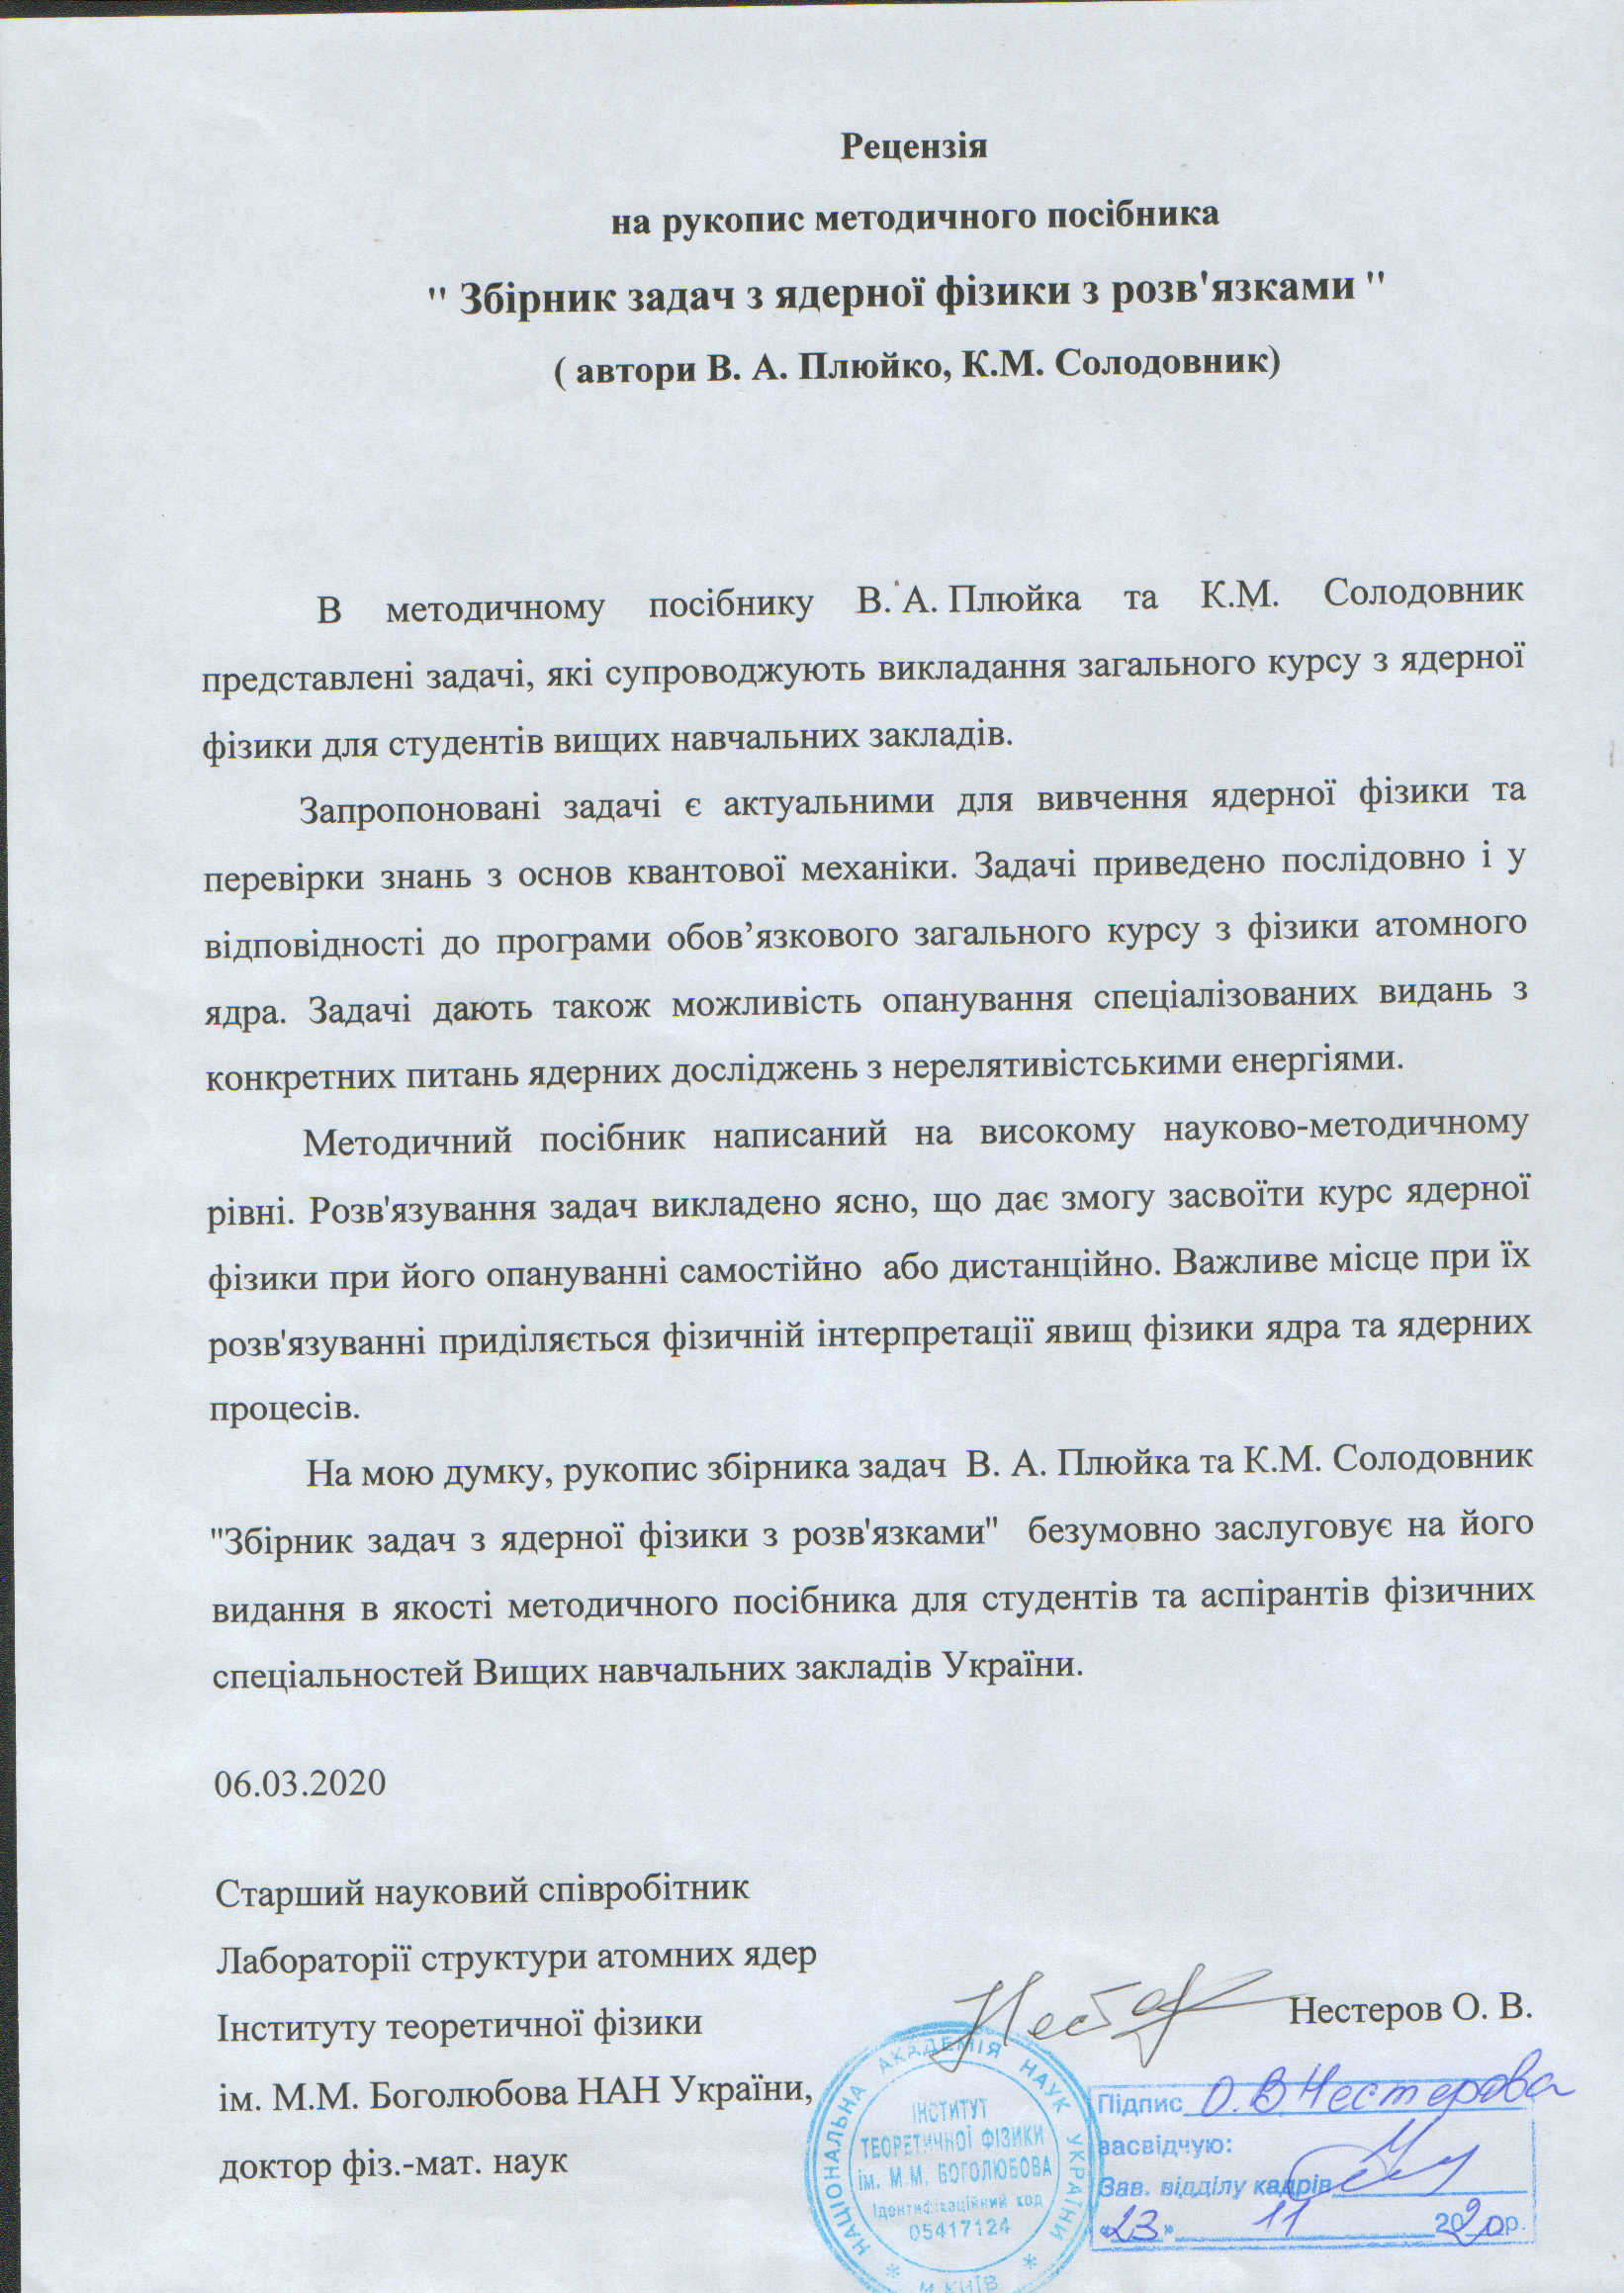 Рецензія
на рукопис методичного посібника
" Збірник задач з ядерної фізики з розв'язками "
( автори В. А. Плюйко, К.М. Солодовник)
В методичному посібнику В. А. Плюйка та К.М. Солодовник
представлені задачі, які супроводжують викладання загального курсу з ядерної
фізики для студентів вищих навчальних закладів.
Запропоновані задачі є актуальними для вивчення ядерної фізики та
перевірки знань з основ квантової механіки. Задачі приведено послідовно і у
відповідності до програми обов’язкового загального курсу з фізики атомного
ядра. Задачі дають також можливість опанування спеціалізованих видань з
конкретних питань ядерних досліджень з нерелятивістськими енергіями.
Методичний посібник написаний на високому науково-методичному
рівні. Розв'язування задач викладено ясно, що дає змогу засвоїти курс ядерної
фізики при його опануванні самостійно або дистанційно. Важливе місце при їх
розв'язуванні приділяється фізичній інтерпретації явищ фізики ядра та ядерних
процесів.
На мою думку, рукопис збірника задач В. А. Плюйка та К.М. Солодовник
"Збірник задач з ядерної фізики з розв'язками" безумовно заслуговує на його
видання в якості методичного посібника для студентів та аспірантів фізичних
спеціальностей Вищих навчальних закладів України.
06.03.2020
Старший науковий співробітник
Лабораторії структури атомних ядер
Інституту теоретичної фізики
ім. М.М. Боголюбова НАН України,
доктор фіз.-мат. наук
Нестеров О. В.
НАЦІОНАЛЬНА АКАДЕМІЯ НАУК УКРАЇНИ
* М.КИЇВ *
ІНСТИТУТ
ТЕОРЕТИЧНОЇ ФІЗИКИ
ім. М.М. БОГОЛЮБОВА
Ідентифікаційний код
05417124
Підпис О.В Нестерова
засвідчую:
Зав. відділу кадрів
«23» 11 2020 р.